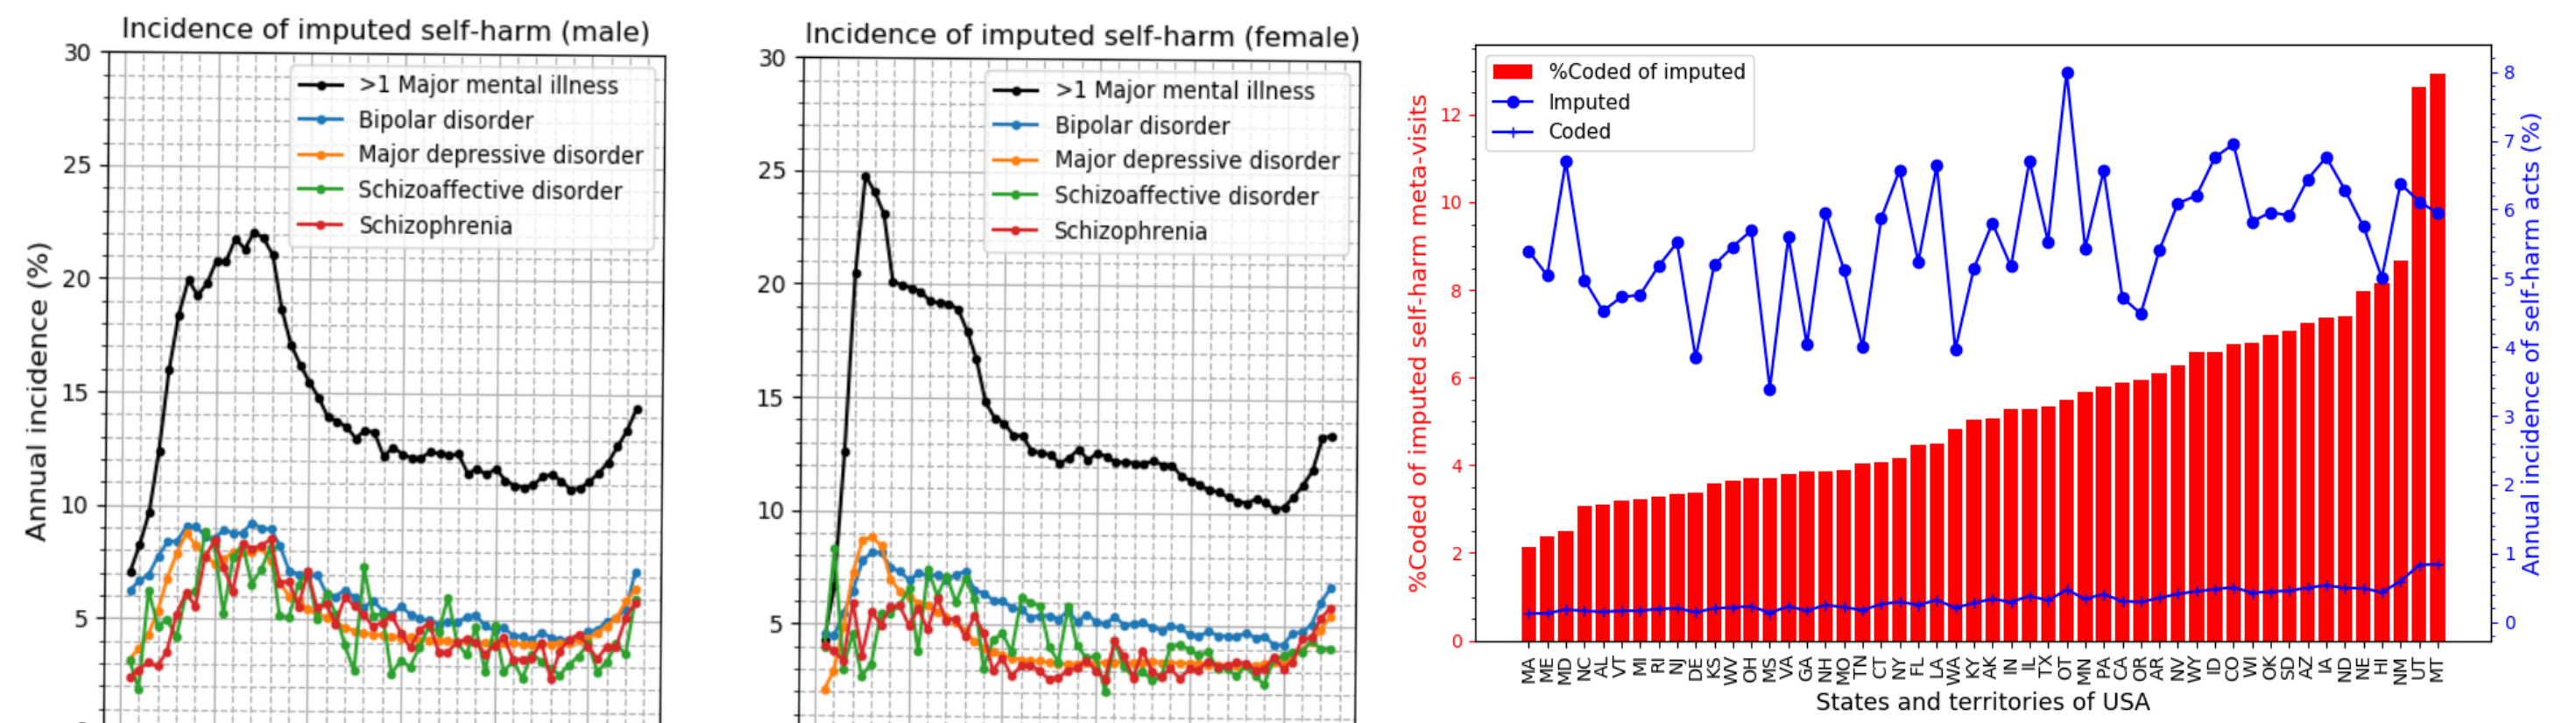 Incidence of imputed self-harm (male)
Annual incidence (%)
30
25
20
15
10
5
>1 Major mental illness
Bipolar disorder
Major depressive disorder
Schizoaffective disorder
Schizophrenia
Incidence of imputed self-harm (female)
30
25
20
15
10
5
>1 Major mental illness
Bipolar disorder
Major depressive disorder
Schizoaffective disorder
Schizophrenia
%Coded of imputed self-harm meta-visits
12
10
8
6
4
2
0
%Coded of imputed
Imputed
Coded
8
7
6
5
4
3
2
1
0
Annual incidence of self-harm acts (%)
MA ME MD NC AL VT MI RI NJ DE KS WV OH MS VA GA NH MO TN CT NY FL LA WA KY AK IN IL TX OT MN PA CA OR AR NV WY ID CO WI OK SD AZ IA ND NE HI NM UT MT
States and territories of USA